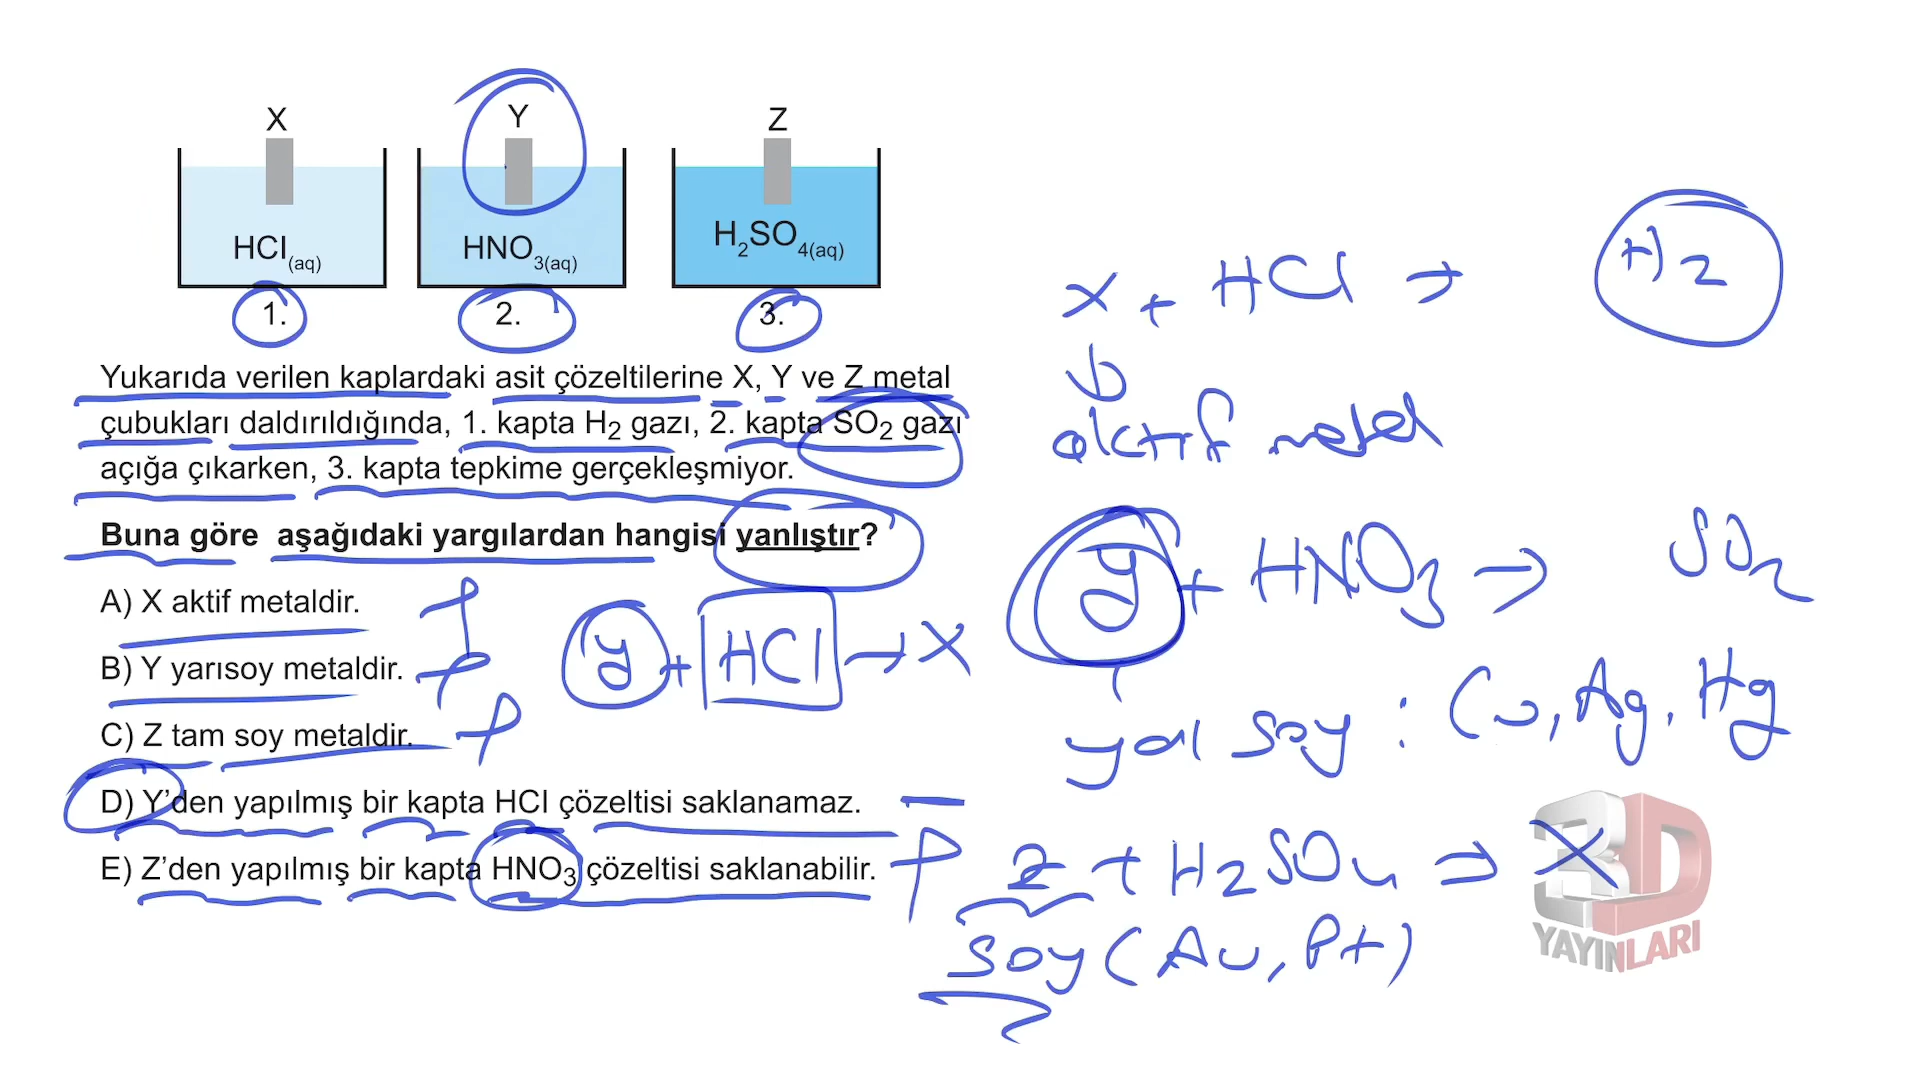 X Y Z
HCl(aq) HNO3(aq) H2SO4(aq)
1. 2. 3.
Yukarıda verilen kaplardaki asit çözeltilerine X, Y ve Z metal
çubukları daldırıldığında, 1. kapta H2 gazı, 2. kapta SO2 gazı
açığa çıkarken, 3. kapta tepkime gerçekleşmiyor.
Buna göre aşağıdaki yargılardan hangisi yanlıştır?
A) X aktif metaldir.
B) Y yarısoy metaldir.
C) Z tam soy metaldir.
D) Y'den yapılmış bir kapta HCl çözeltisi saklanamaz.
E) Z'den yapılmış bir kapta HNO3 çözeltisi saklanabilir.
y + HCl → X
X + HCl → H2
aktif metal
y + HNO3 → SO2
yarı soy : Cu, Ag, Hg
Z + H2SO4 → X
soy (Au, Pt)
3D
YAYINLARI